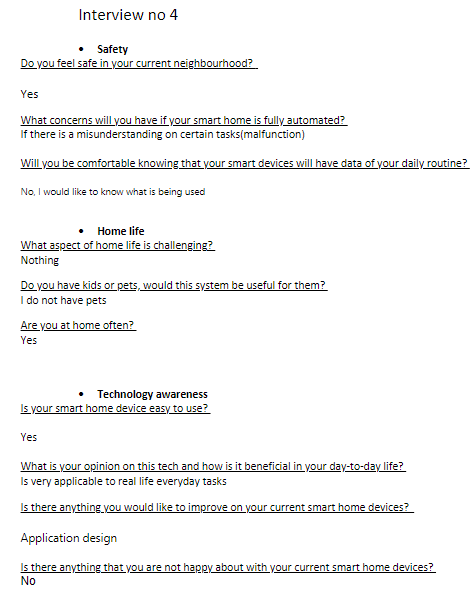 Interview no 4
• Safety
Do you feel safe in your current neighbourhood?
Yes
What concerns will you have if your smart home is fully automated?
If there is a misunderstanding on certain tasks(malfunction)
Will you be comfortable knowing that your smart devices will have data of your daily routine?
No, I would like to know what is being used
• Home life
What aspect of home life is challenging?
Nothing
Do you have kids or pets, would this system be useful for them?
I do not have pets
Are you at home often?
Yes
• Technology awareness
Is your smart home device easy to use?
Yes
What is your opinion on this tech and how is it beneficial in your day-to-day life?
Is very applicable to real life everyday tasks
Is there anything you would like to improve on your current smart home devices?
Application design
Is there anything that you are not happy about with your current smart home devices?
No